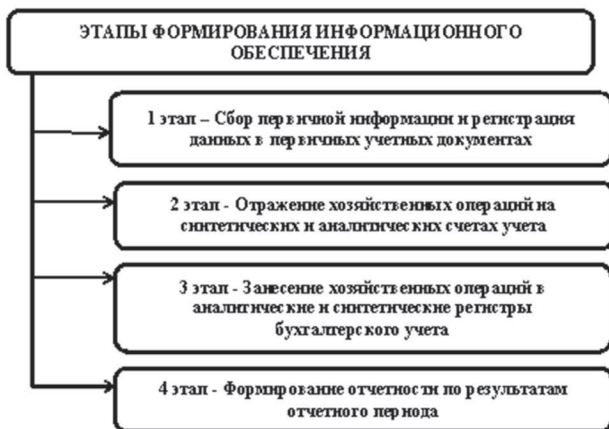 ЭТАПЫ ФОРМИРОВАНИЯ ИНФОРМАЦИОННОГО
ОБЕСПЕЧЕНИЯ
1 этап – Сбор первичной информации и регистрация
данных в первичных учетных документах
2 этап - Отражение хозяйственных операций на
синтетических и аналитических счетах учета
3 этап - Занесение хозяйственных операций в
аналитические и синтетические регистры
бухгалтерского учета
4 этап - Формирование отчетности по результатам
отчетного периода